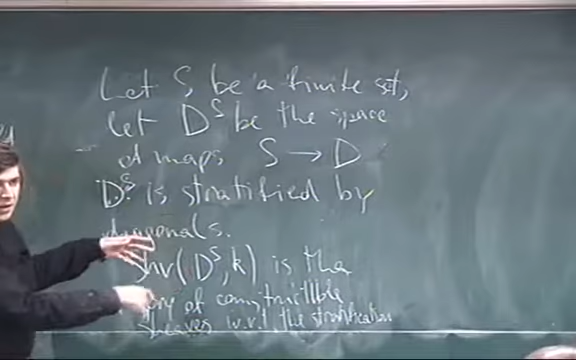 Let S, be a finite set,
let D^S be the space
of maps S → D
D^S is stratified by
diagonals.
Shv(D^S, k) is the
of constructible
sheaves w.r.t. the stratification